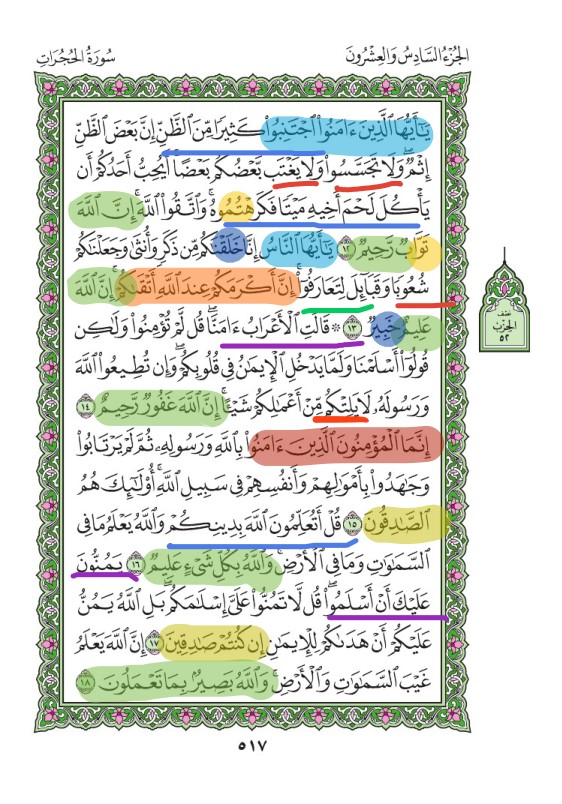 سُورَةُ الحُجُرَاتِ
الجُزْءُ السَّادِسُ وَالعِشْرُونَ
يَٰٓأَيُّهَا ٱلَّذِينَ ءَامَنُوا۟ ٱجْتَنِبُوا۟ كَثِيرًا مِّنَ ٱلظَّنِّ إِنَّ بَعْضَ ٱلظَّنِّ
إِثْمٌ ۖ وَلَا تَجَسَّسُوا۟ وَلَا يَغْتَب بَّعْضُكُم بَعْضًا ۚ أَيُحِبُّ أَحَدُكُمْ أَن
يَأْكُلَ لَحْمَ أَخِيهِ مَيْتًا فَكَرِهْتُمُوهُ ۚ وَٱتَّقُوا۟ ٱللَّهَ ۚ إِنَّ ٱللَّهَ
تَوَّابٌ رَّحِيمٌ ١٢ يَٰٓأَيُّهَا ٱلنَّاسُ إِنَّا خَلَقْنَٰكُم مِّن ذَكَرٍ وَأُنثَىٰ وَجَعَلْنَٰكُمْ
شُعُوبًا وَقَبَآئِلَ لِتَعَارَفُوٓا۟ ۚ إِنَّ أَكْرَمَكُمْ عِندَ ٱللَّهِ أَتْقَىٰكُمْ ۚ إِنَّ ٱللَّهَ
عَلِيمٌ خَبِيرٌ ١٣ ۞ قَالَتِ ٱلْأَعْرَابُ ءَامَنَّا ۖ قُل لَّمْ تُؤْمِنُوا۟ وَلَٰكِن
قُولُوٓا۟ أَسْلَمْنَا وَلَمَّا يَدْخُلِ ٱلْإِيمَٰنُ فِى قُلُوبِكُمْ ۖ وَإِن تُطِيعُوا۟ ٱللَّهَ
وَرَسُولَهُۥ لَا يَلِتْكُم مِّنْ أَعْمَٰلِكُمْ شَيْـًٔا ۚ إِنَّ ٱللَّهَ غَفُورٌ رَّحِيمٌ ١٤
إِنَّمَا ٱلْمُؤْمِنُونَ ٱلَّذِينَ ءَامَنُوا۟ بِٱللَّهِ وَرَسُولِهِۦ ثُمَّ لَمْ يَرْتَابُوا۟
وَجَٰهَدُوا۟ بِأَمْوَٰلِهِمْ وَأَنفُسِهِمْ فِى سَبِيلِ ٱللَّهِ ۚ أُو۟لَٰٓئِكَ هُمُ
ٱلصَّٰدِقُونَ ١٥ قُلْ أَتُعَلِّمُونَ ٱللَّهَ بِدِينِكُمْ وَٱللَّهُ يَعْلَمُ مَا فِى
ٱلسَّمَٰوَٰتِ وَمَا فِى ٱلْأَرْضِ ۚ وَٱللَّهُ بِكُلِّ شَىْءٍ عَلِيمٌ ١٦ يَمُنُّونَ
عَلَيْكَ أَنْ أَسْلَمُوا۟ ۖ قُل لَّا تَمُنُّوا۟ عَلَىَّ إِسْلَٰمَكُم ۖ بَلِ ٱللَّهُ يَمُنُّ
عَلَيْكُمْ أَنْ هَدَىٰكُمْ لِلْإِيمَٰنِ إِن كُنتُمْ صَٰدِقِينَ ١٧ إِنَّ ٱللَّهَ يَعْلَمُ
غَيْبَ ٱلسَّمَٰوَٰتِ وَٱلْأَرْضِ ۚ وَٱللَّهُ بَصِيرٌۢ بِمَا تَعْمَلُونَ ١٨
نصف
الحزب
٥٢
٥١٧